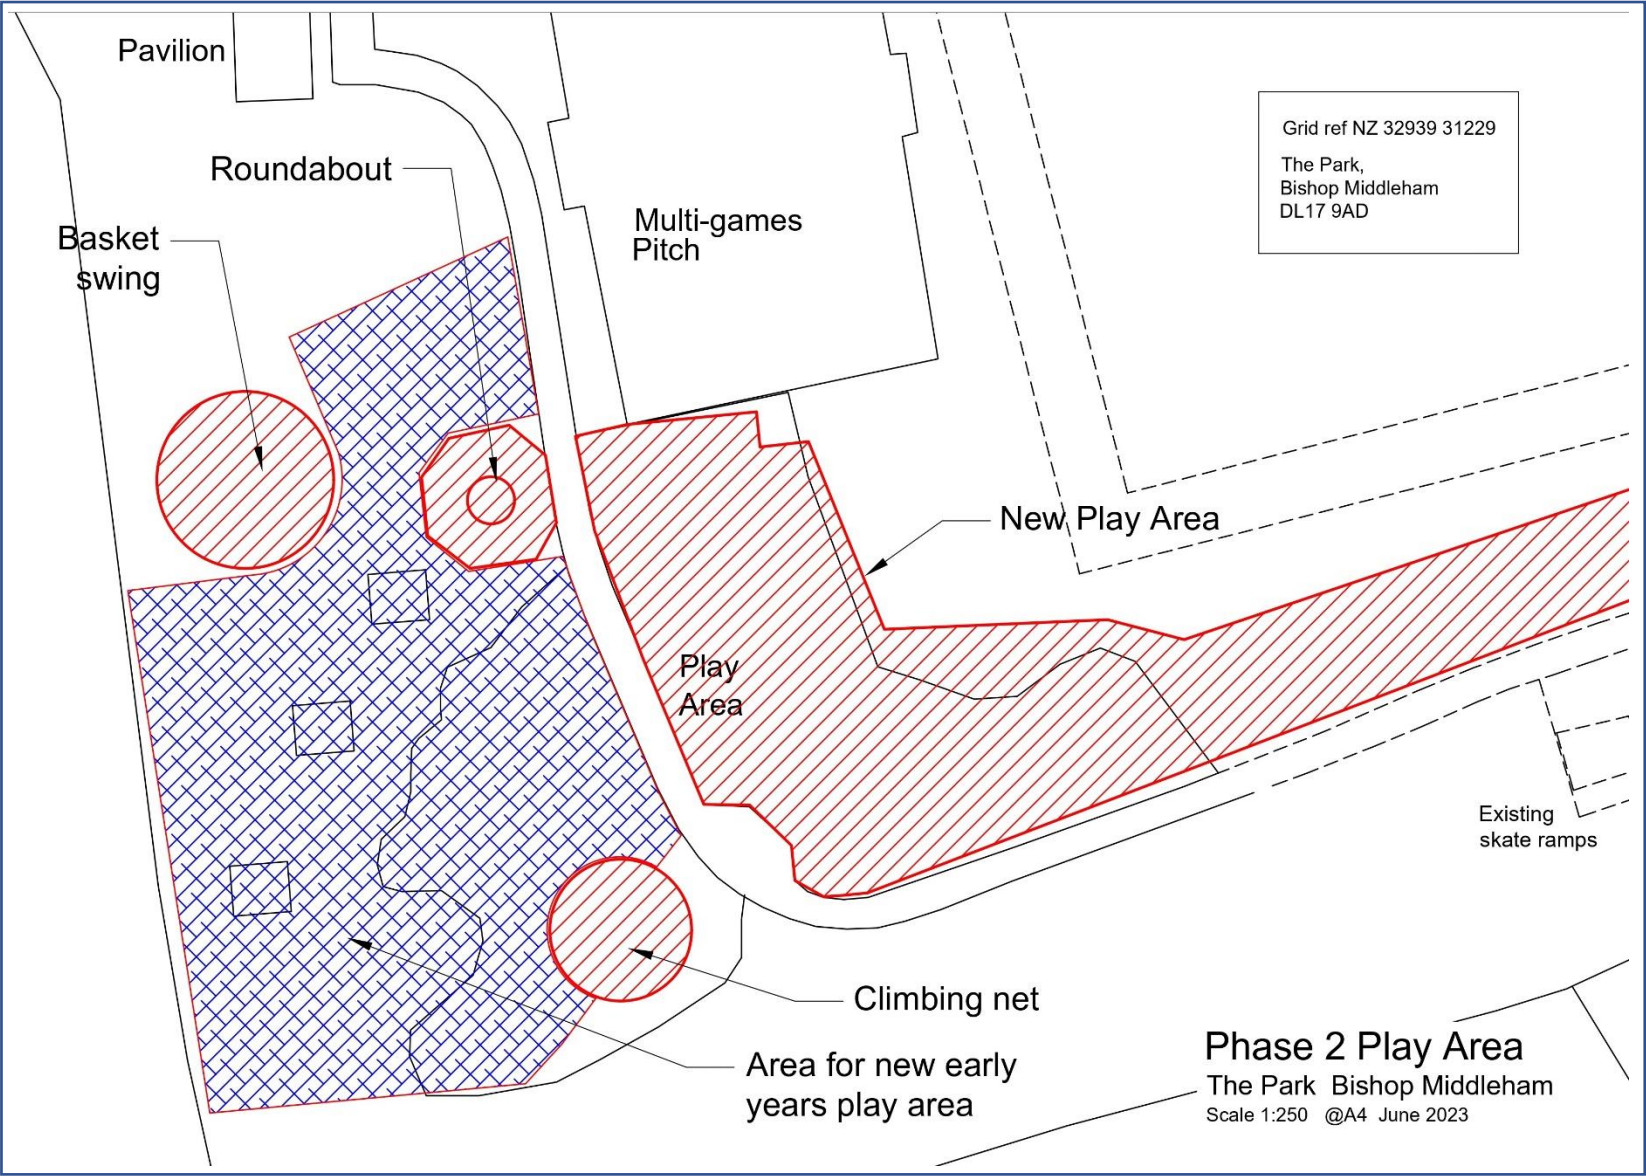 Pavilion
Roundabout
Basket
swing
Multi-games
Pitch
Grid ref NZ 32939 31229
The Park,
Bishop Middleham
DL17 9AD
New Play Area
Play
Area
Existing
skate ramps
Climbing net
Area for new early
years play area
Phase 2 Play Area
The Park Bishop Middleham
Scale 1:250 @A4 June 2023